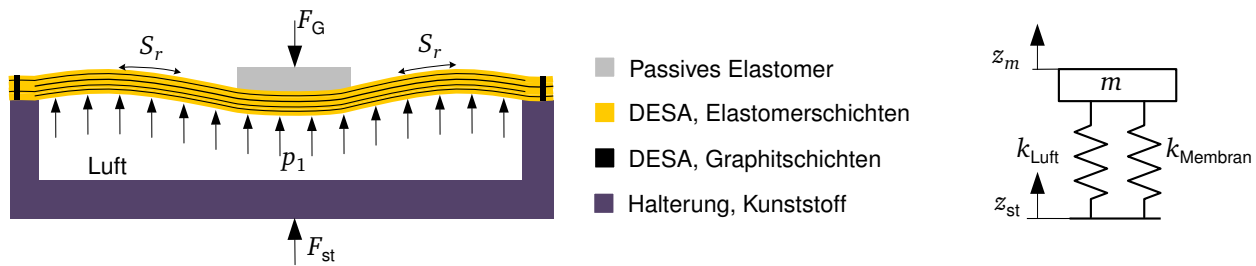 F_G
S_r
S_r
p_1
Luft
F_st
Passives Elastomer
DESA, Elastomerschichten
DESA, Graphitschichten
Halterung, Kunststoff
z_m
m
k_Luft
k_Membran
z_st